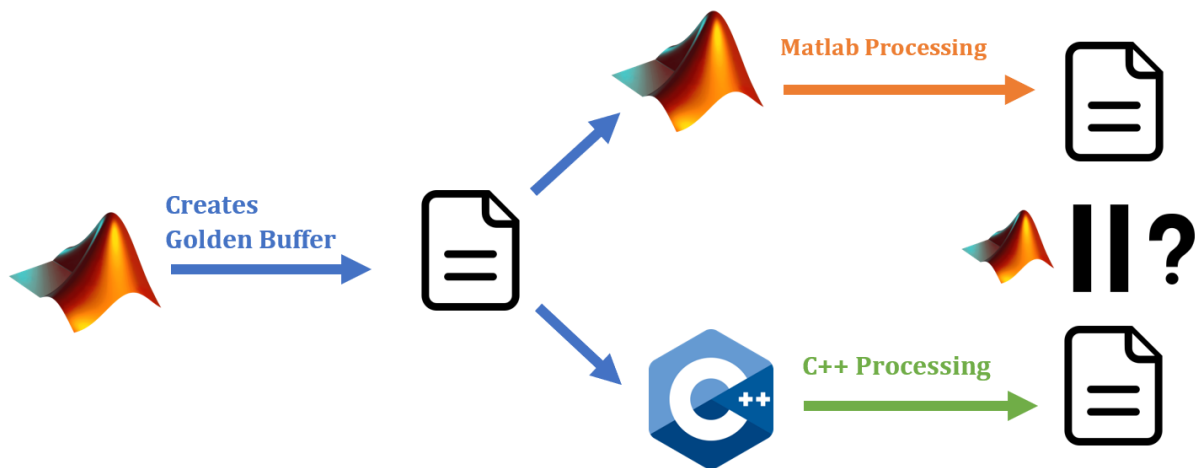 Matlab Processing
Creates
Golden Buffer
?
C++ Processing
C++